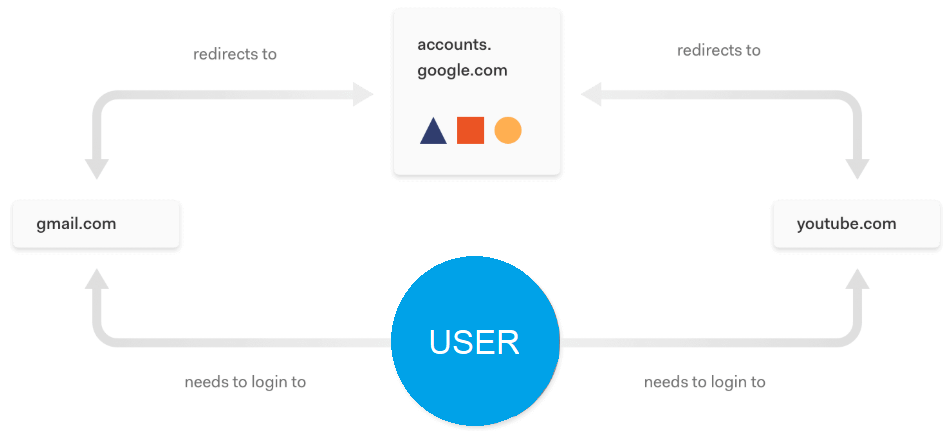 redirects to
accounts.
google.com
redirects to
gmail.com
youtube.com
USER
needs to login to
needs to login to